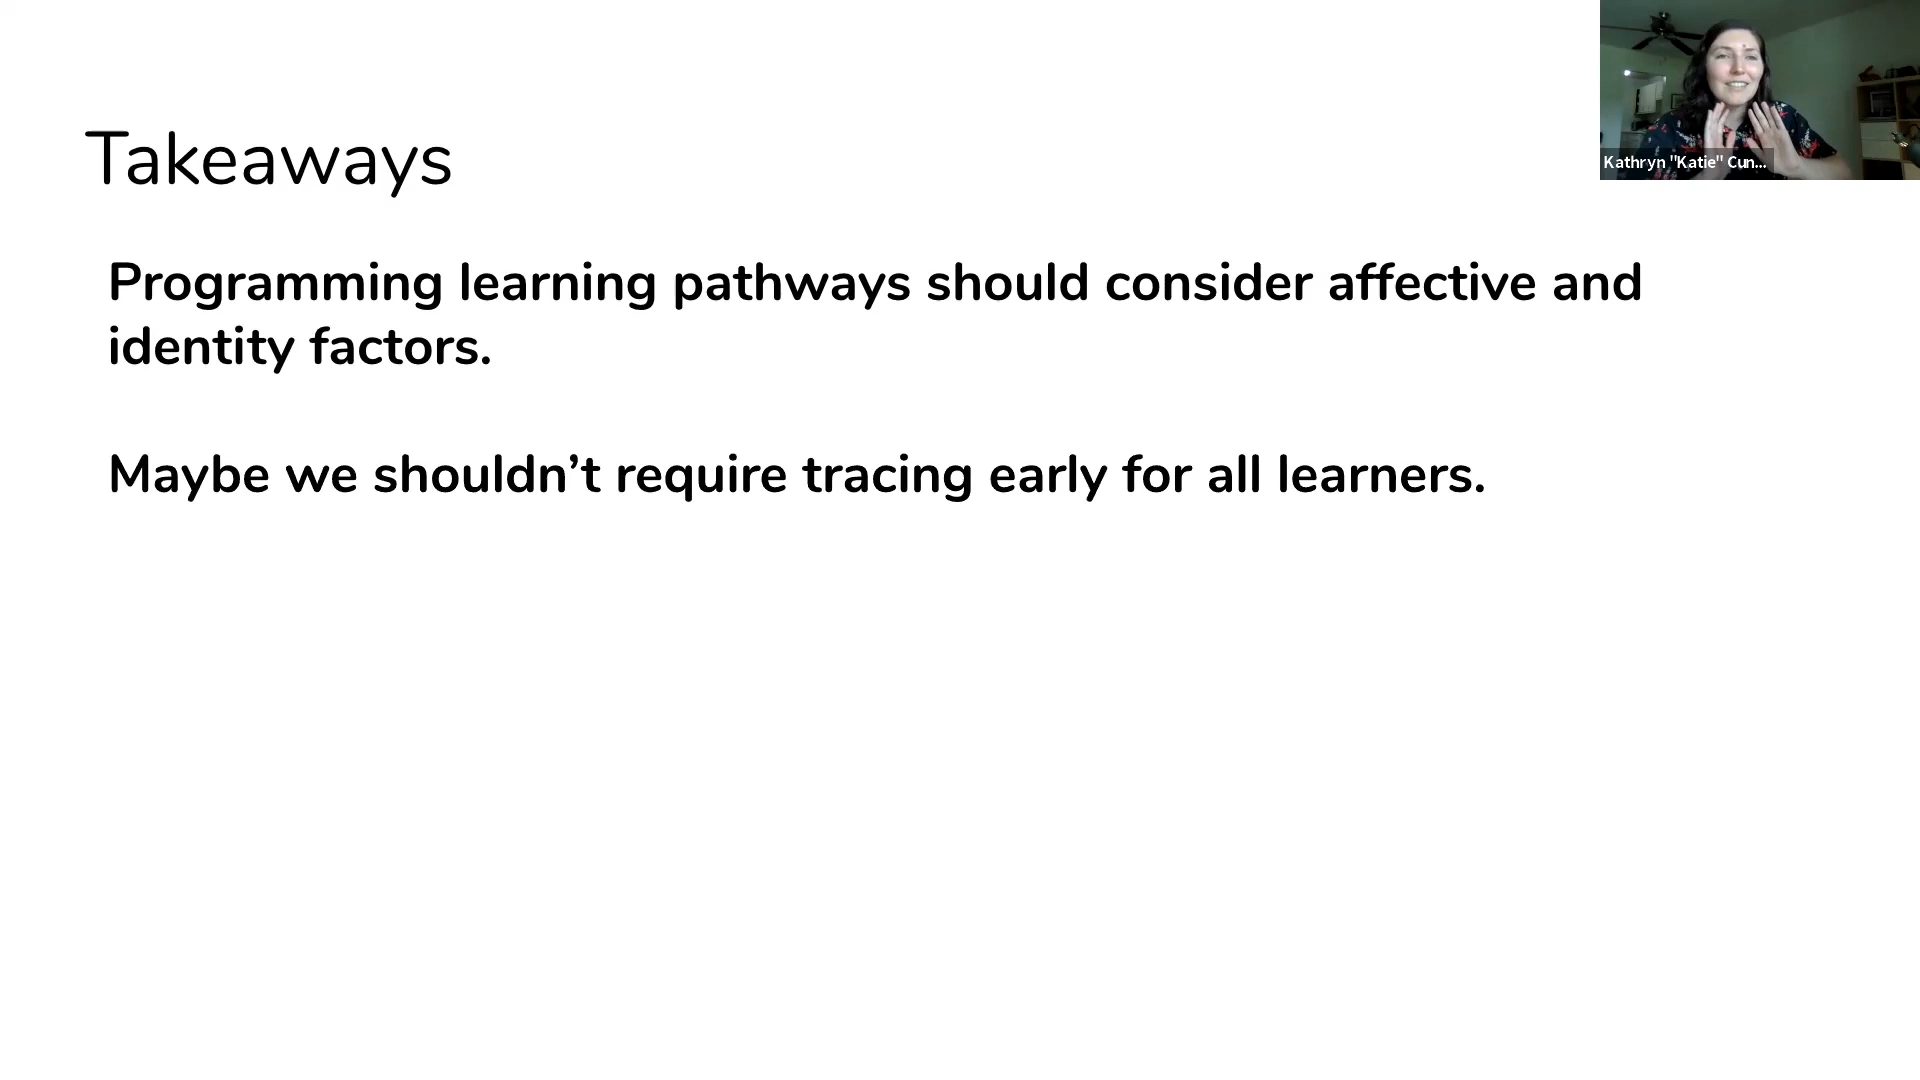 Takeaways
Programming learning pathways should consider affective and
identity factors.
Maybe we shouldn’t require tracing early for all learners.
Kathryn "Katie" Cun...